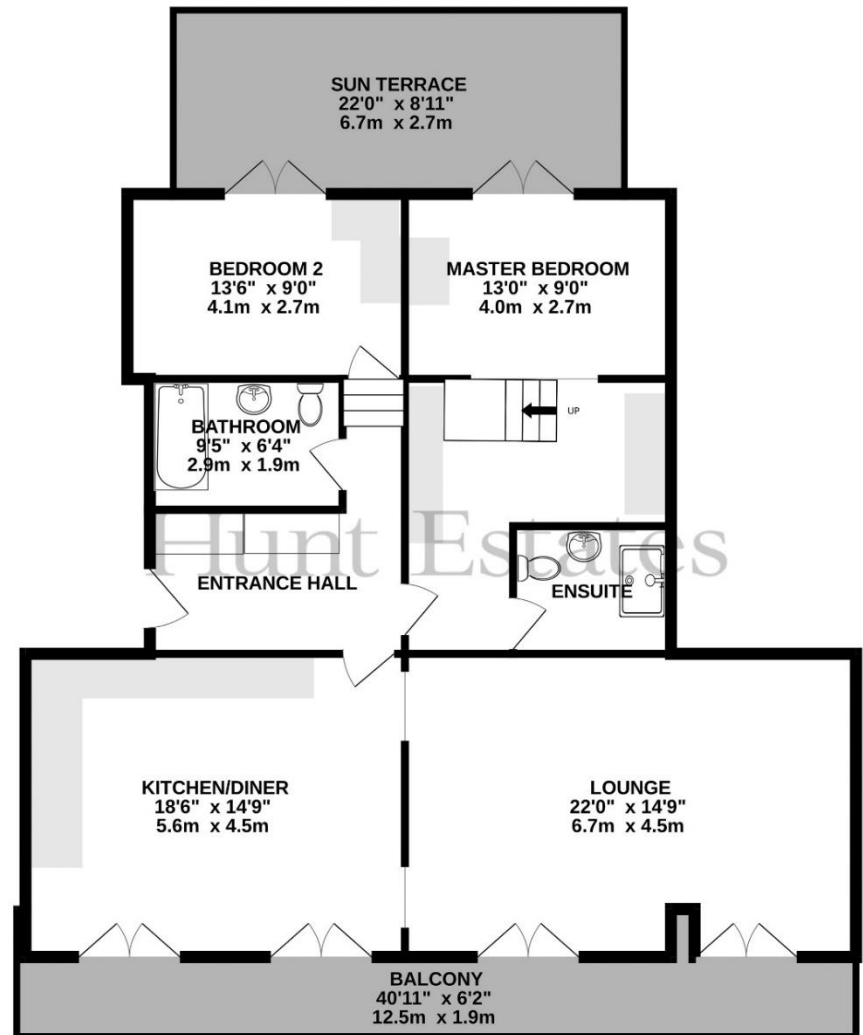 SUN TERRACE
22'0" x 8'11"
6.7m x 2.7m
BEDROOM 2
13'6" x 9'0"
4.1m x 2.7m
MASTER BEDROOM
13'0" x 9'0"
4.0m x 2.7m
UP
BATHROOM
9'5" x 6'4"
2.9m x 1.9m
Hunt Estates
ENTRANCE HALL
ENSUITE
KITCHEN/DINER
18'6" x 14'9"
5.6m x 4.5m
LOUNGE
22'0" x 14'9"
6.7m x 4.5m
BALCONY
40'11" x 6'2"
12.5m x 1.9m